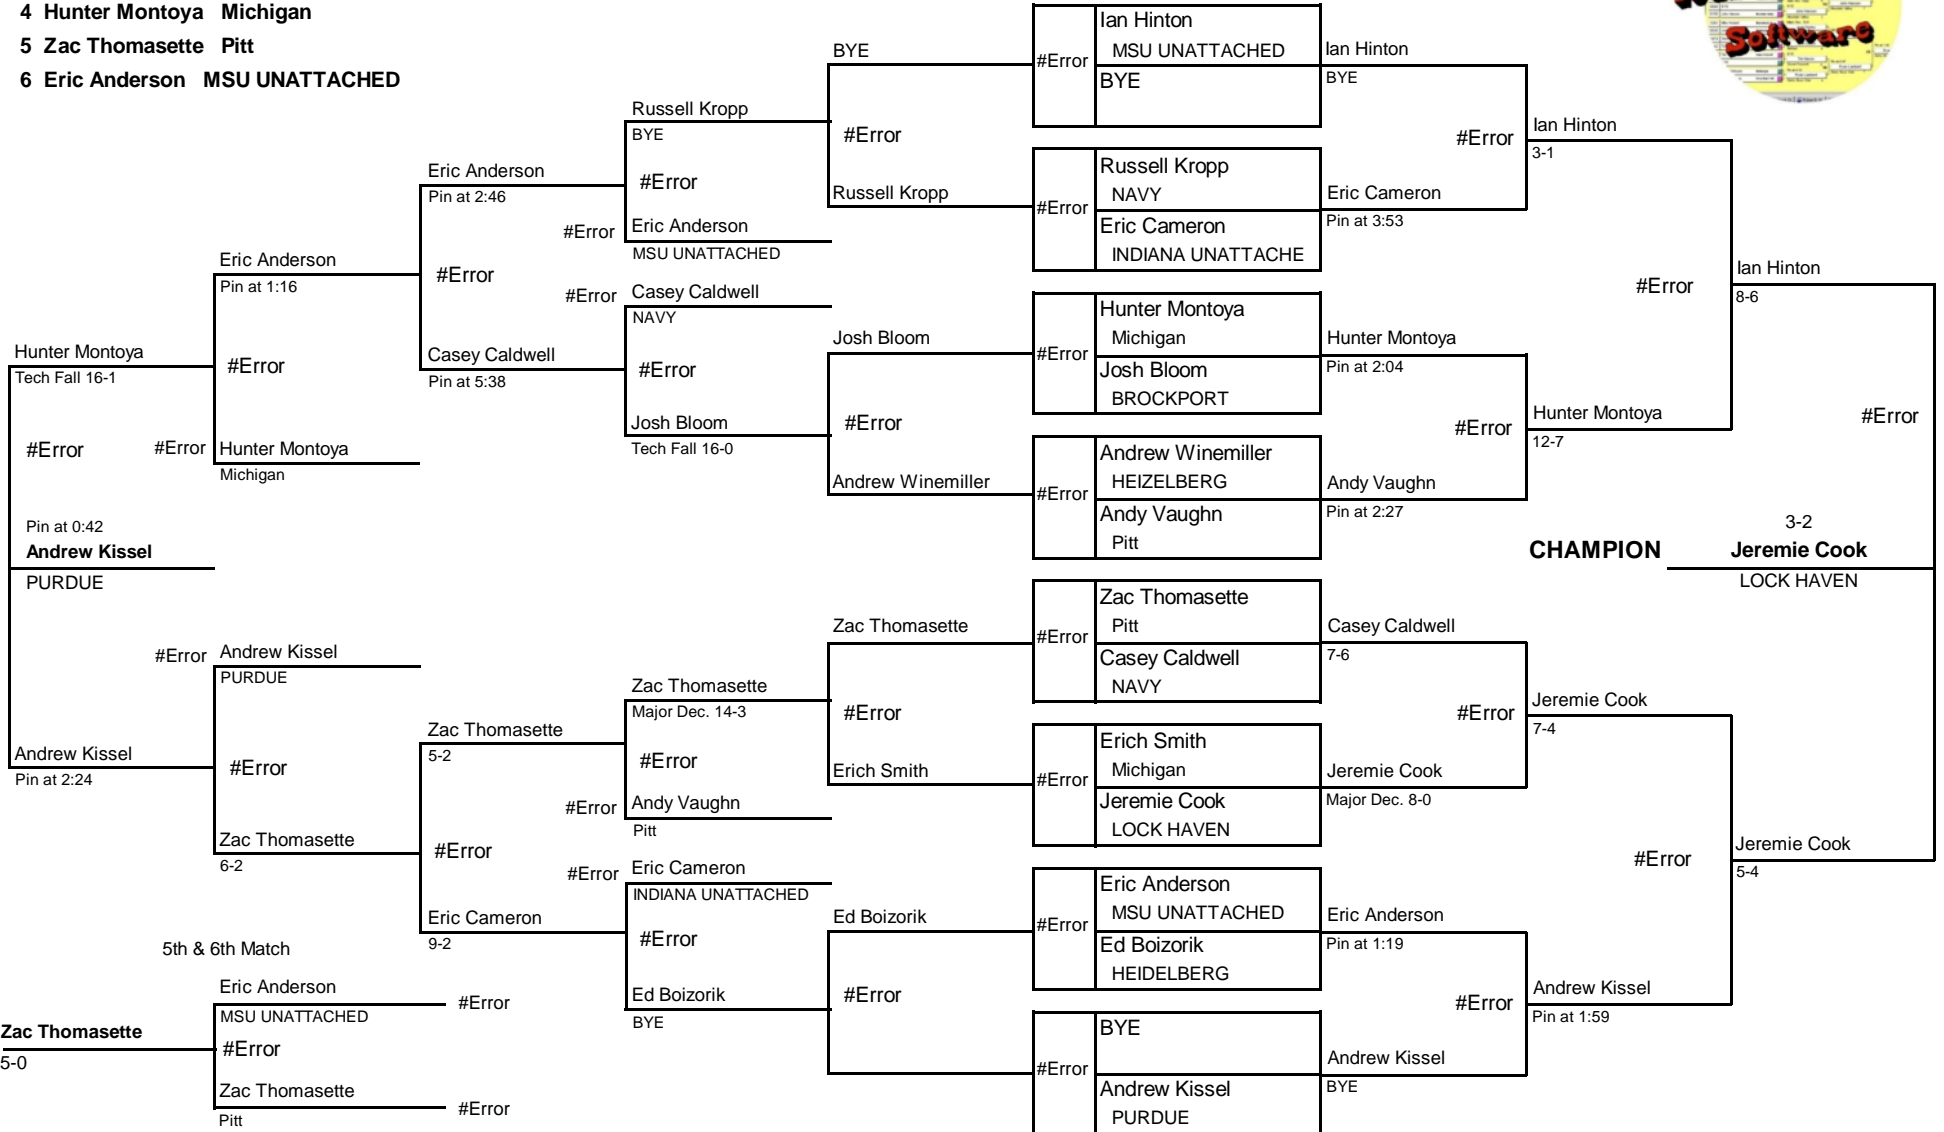 4 Hunter Montoya Michigan
5 Zac Thomasette Pitt
6 Eric Anderson MSU UNATTACHED
Software
Hunter Montoya
Tech Fall 16-1
#Error
Pin at 0:42
Andrew Kissel
PURDUE
Andrew Kissel
Pin at 2:24
5th & 6th Match
Zac Thomasette
5-0
Eric Anderson
Pin at 1:16
#Error
#Error
Hunter Montoya
Michigan
#Error
Andrew Kissel
PURDUE
#Error
Zac Thomasette
6-2
Eric Anderson
MSU UNATTACHED
#Error
#Error
Zac Thomasette
Pitt
#Error
Eric Anderson
Pin at 2:46
#Error
Casey Caldwell
Pin at 5:38
Zac Thomasette
5-2
#Error
Eric Cameron
9-2
Russell Kropp
BYE
#Error
#Error
Eric Anderson
MSU UNATTACHED
#Error
Casey Caldwell
NAVY
#Error
Josh Bloom
Tech Fall 16-0
Zac Thomasette
Major Dec. 14-3
#Error
#Error
Andy Vaughn
Pitt
#Error
Eric Cameron
INDIANA UNATTACHED
#Error
Ed Boizorik
BYE
BYE
#Error
Russell Kropp
Josh Bloom
#Error
Andrew Winemiller
Zac Thomasette
#Error
Erich Smith
Ed Boizorik
#Error
#Error
Ian Hinton
MSU UNATTACHED
BYE
#Error
Russell Kropp
NAVY
Eric Cameron
INDIANA UNATTACHE
#Error
Hunter Montoya
Michigan
Josh Bloom
BROCKPORT
#Error
Andrew Winemiller
HEIZELBERG
Andy Vaughn
Pitt
#Error
Zac Thomasette
Pitt
Casey Caldwell
NAVY
#Error
Erich Smith
Michigan
Jeremie Cook
LOCK HAVEN
#Error
Eric Anderson
MSU UNATTACHED
Ed Boizorik
HEIDELBERG
#Error
BYE
Andrew Kissel
PURDUE
Ian Hinton
BYE
#Error
Eric Cameron
Pin at 3:53
Hunter Montoya
Pin at 2:04
#Error
Andy Vaughn
Pin at 2:27
Casey Caldwell
7-6
#Error
Jeremie Cook
Major Dec. 8-0
Eric Anderson
Pin at 1:19
#Error
Andrew Kissel
BYE
Ian Hinton
3-1
#Error
Hunter Montoya
12-7
Jeremie Cook
7-4
#Error
Andrew Kissel
Pin at 1:59
Ian Hinton
8-6
#Error
3-2
CHAMPION Jeremie Cook
LOCK HAVEN
Jeremie Cook
5-4